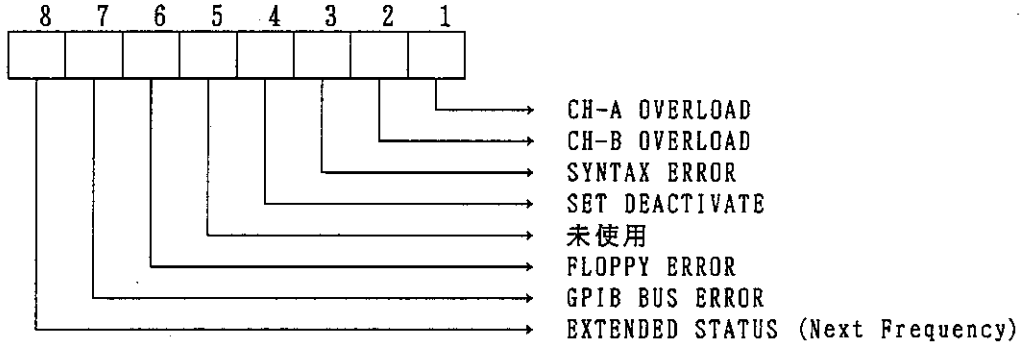 8 7 6 5 4 3 2 1
CH-A OVERLOAD
CH-B OVERLOAD
SYNTAX ERROR
SET DEACTIVATE
未使用
FLOPPY ERROR
GPIB BUS ERROR
EXTENDED STATUS (Next Frequency)